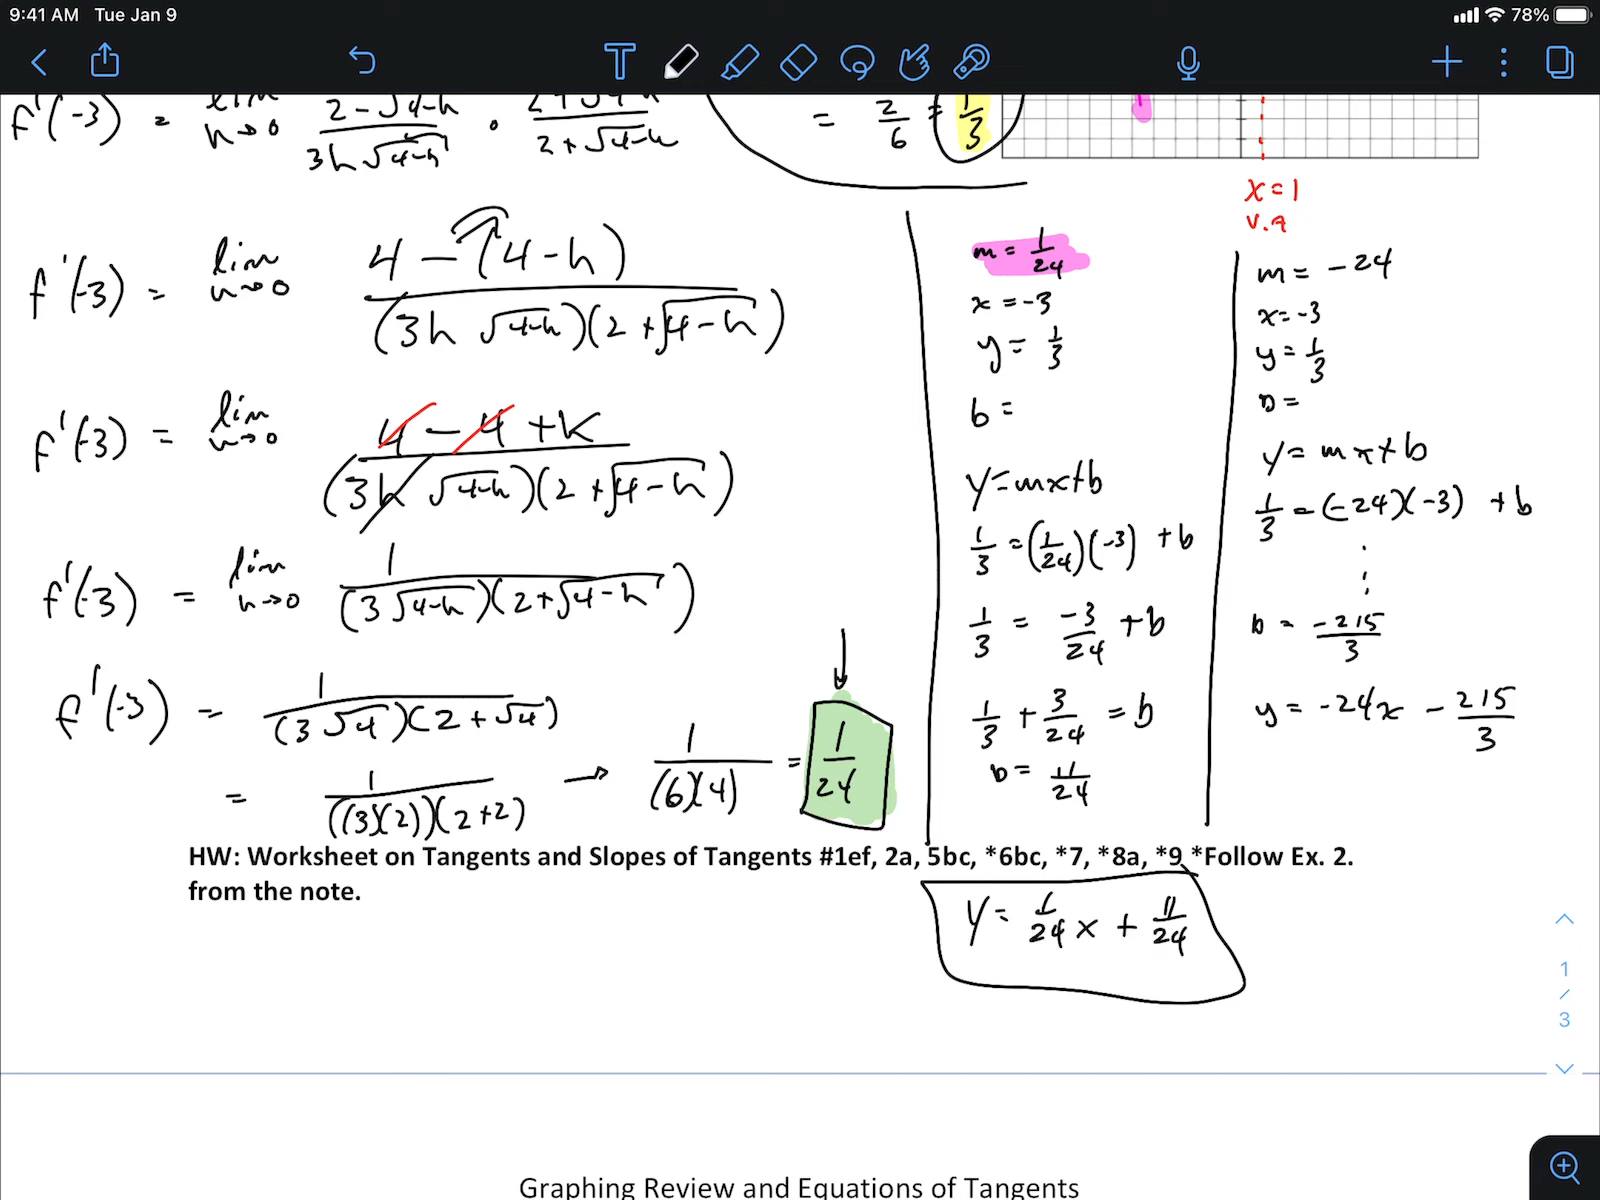 9:41 AM Tue Jan 9 78%
f'(-3) = lim h→0 2-√4-h / 3h√4-h · 2+√4-h / 2+√4-h = 2/6 = 1/3
x=1
v.a
f'(-3) = lim h→0 4-(4-h) / (3h √4-h)(2+√4-h)
f'(-3) = lim h→0 4-4+h / (3h √4-h)(2+√4-h)
f'(-3) = lim h→0 1 / (3√4-h)(2+√4-h)
f'(-3) = 1 / (3√4)(2+√4)
= 1 / ((3)(2))(2+2) → 1 / (6)(4) = 1/24
m = 1/24
x = -3
y = 1/3
b =
y=mx+b
1/3 = (1/24)(-3) + b
1/3 = -3/24 + b
1/3 + 3/24 = b
b = 11/24
m = -24
x=-3
y = 1/3
b =
y= mx+b
1/3 = (-24)(-3) + b
b = -215/3
y = -24x - 215/3
HW: Worksheet on Tangents and Slopes of Tangents #1ef, 2a, 5bc, *6bc, *7, *8a, *9 *Follow Ex. 2.
from the note.
y = 1/24 x + 11/24
1
/
3
Graphing Review and Equations of Tangents